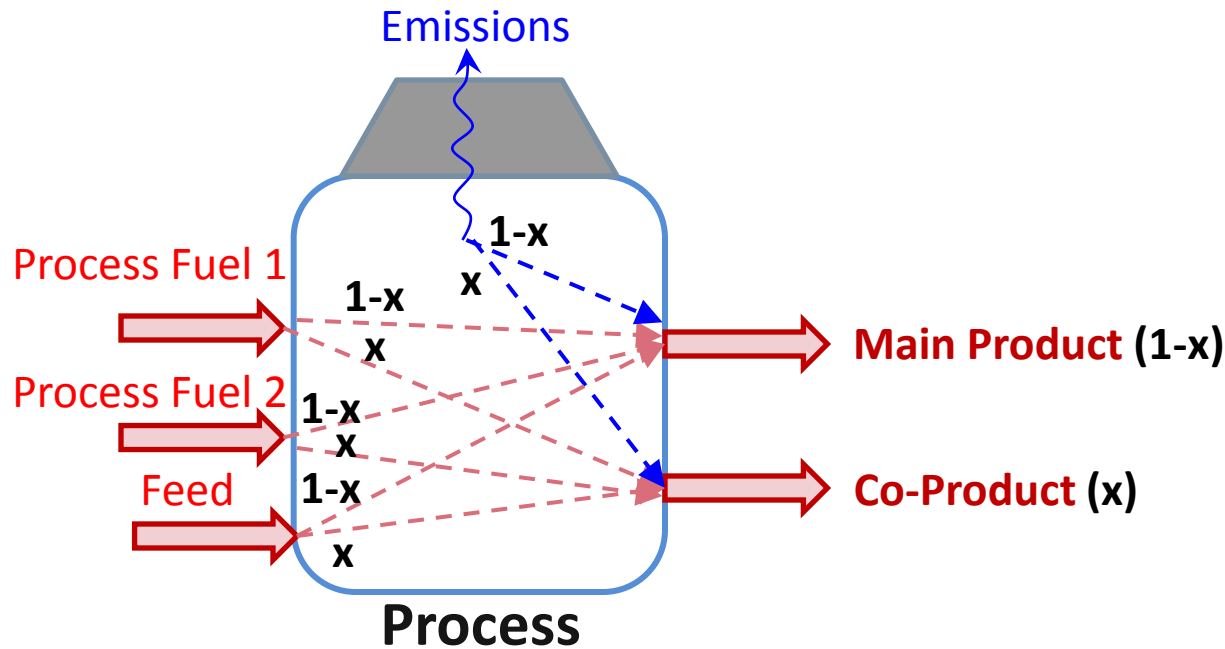 Emissions
1-x
x
Process Fuel 1
1-x
x
Main Product (1-x)
Process Fuel 2
1-x
x
Feed
1-x
x
Co-Product (x)
Process